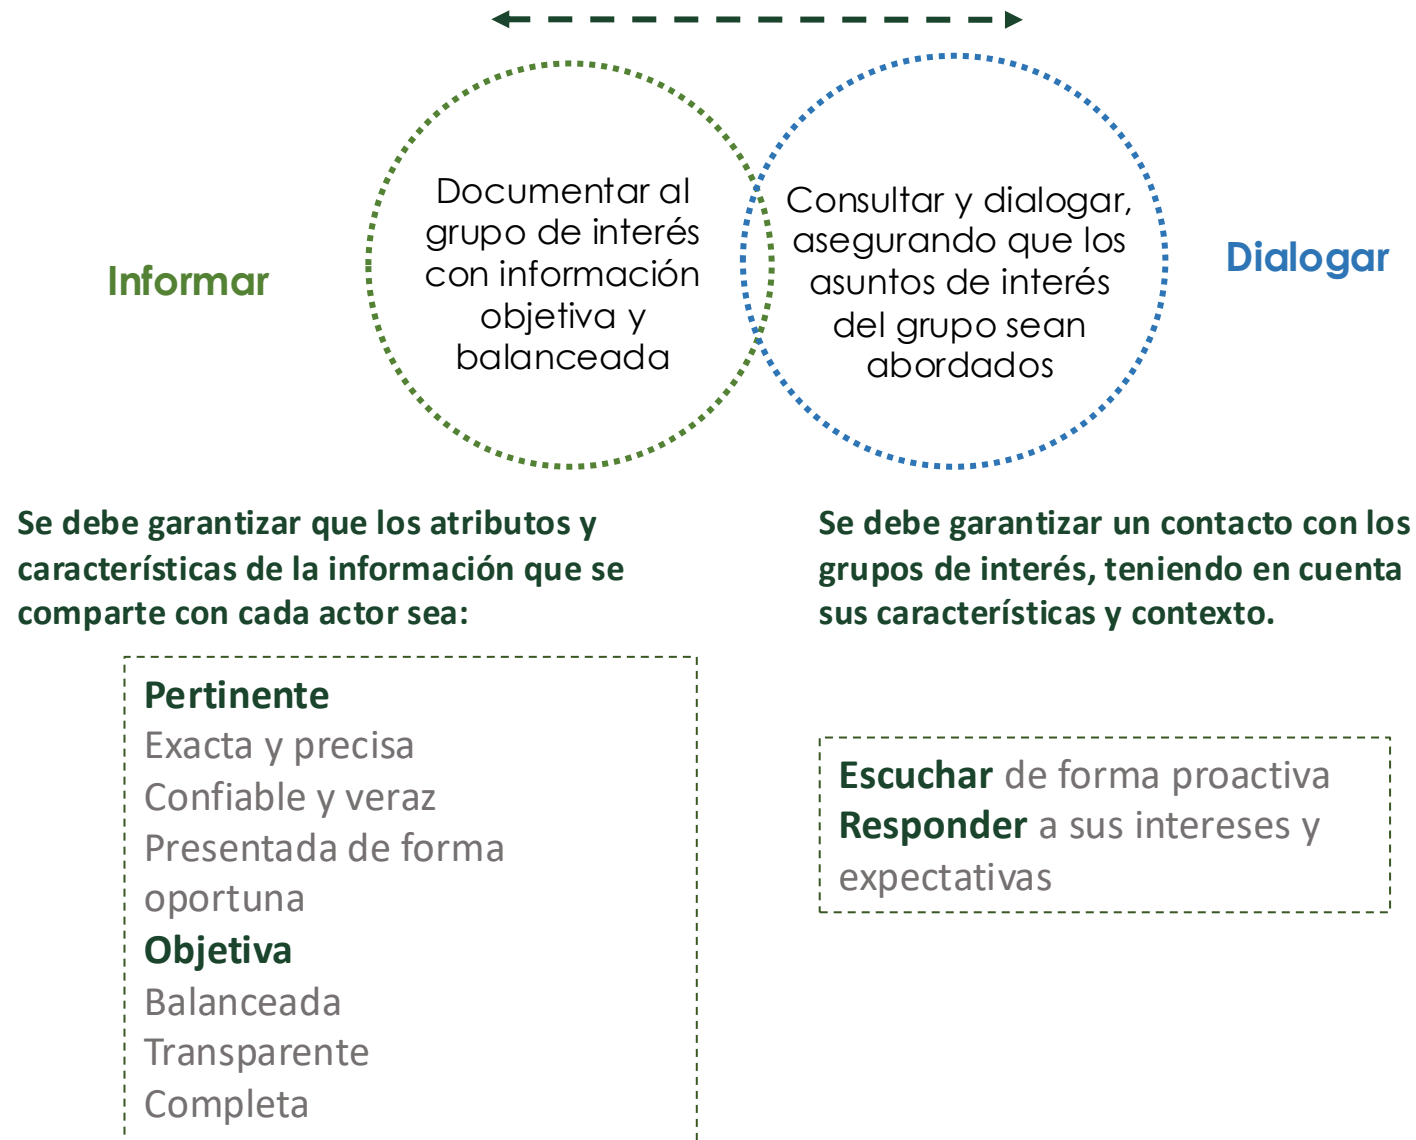 Informar
Documentar al
grupo de interés
con información
objetiva y
balanceada
Consultar y dialogar,
asegurando que los
asuntos de interés
del grupo sean
abordados
Dialogar
Se debe garantizar que los atributos y
características de la información que se
comparte con cada actor sea:
Pertinente
Exacta y precisa
Confiable y veraz
Presentada de forma
oportuna
Objetiva
Balanceada
Transparente
Completa
Se debe garantizar un contacto con los
grupos de interés, teniendo en cuenta
sus características y contexto.
Escuchar de forma proactiva
Responder a sus intereses y
expectativas